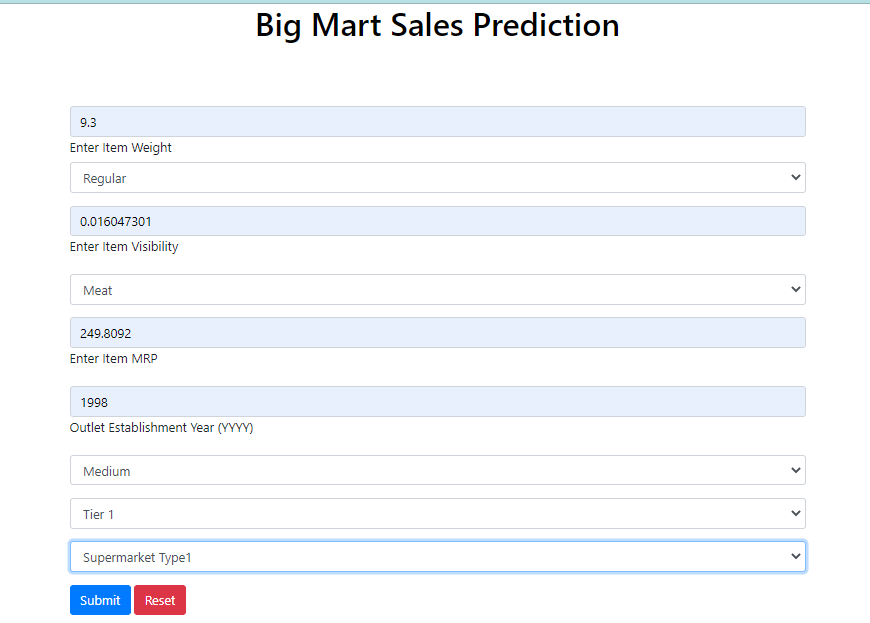 Big Mart Sales Prediction
9.3
Enter Item Weight
Regular
0.016047301
Enter Item Visibility
Meat
249.8092
Enter Item MRP
1998
Outlet Establishment Year (YYYY)
Medium
Tier 1
Supermarket Type1
Submit Reset